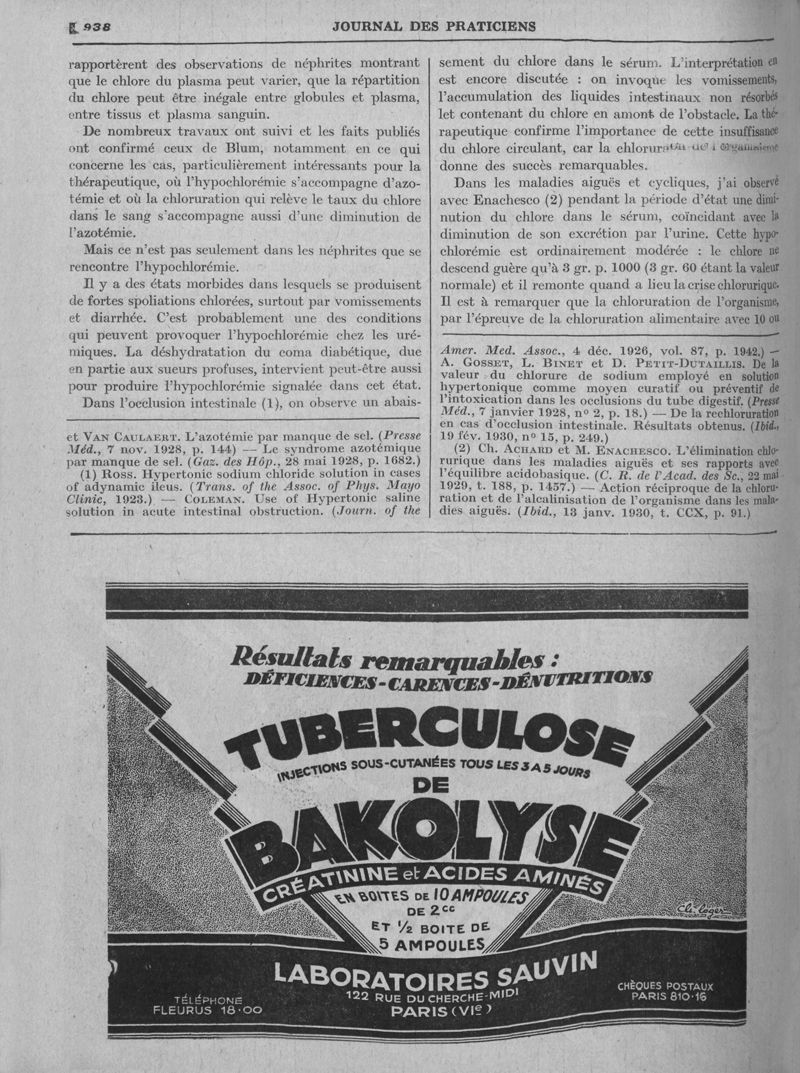 938
JOURNAL DES PRATICIENS
rapportèrent des observations de néphrites montrant
que le chlore du plasma peut varier, que la répartition
du chlore peut être inégale entre globules et plasma,
entre tissus et plasma sanguin.
De nombreux travaux ont suivi et les faits publiés
ont confirmé ceux de Blum, notamment en ce qui
concerne les cas, particulièrement intéressants pour la
thérapeutique, où l'hypochlorémie s'accompagne d'azo-
témie et où la chloruration qui relève le taux du chlore
dans le sang s'accompagne aussi d'une diminution de
l'azotémie.
Mais ce n'est pas seulement dans les néphrites que se
rencontre l'hypochlorémie.
Il y a des états morbides dans lesquels se produisent
de fortes spoliations chlorées, surtout par vomissements
et diarrhée. C'est probablement une des conditions
qui peuvent provoquer l'hypochlorémie chez les uré-
miques. La déshydratation du coma diabétique, due
en partie aux sueurs profuses, intervient peut-être aussi
pour produire l'hypochlorémie signalée dans cet état.
Dans l'occlusion intestinale (1), on observe un abais-
et VAN CAULAERT. L'azotémie par manque de sel. (Presse
Méd., 7 nov. 1928, p. 144) — Le syndrome azotémique
par manque de sel. (Gaz. des Hôp., 28 mai 1928, p. 1682.)
(1) Ross. Hypertonic sodium chloride solution in cases
of adynamic ileus. (Trans. of the Assoc. of Phys. Mayo
Clinic, 1923.) — COLEMAN. Use of Hypertonic saline
solution in acute intestinal obstruction. (Journ. of the
sement du chlore dans le sérum. L'interprétation en
est encore discutée : on invoque les vomissements,
l'accumulation des liquides intestinaux non résorbés
let contenant du chlore en amont de l'obstacle. La thé-
rapeutique confirme l'importance de cette insuffisance
du chlore circulant, car la chloruration de l'organisme
donne des succès remarquables.
Dans les maladies aiguës et cycliques, j'ai observé
avec Enachesco (2) pendant la période d'état une dimi-
nution du chlore dans le sérum, coïncidant avec la
diminution de son excrétion par l'urine. Cette hypo-
chlorémie est ordinairement modérée : le chlore ne
descend guère qu'à 3 gr. p. 1000 (3 gr. 60 étant la valeur
normale) et il remonte quand a lieu la crise chlorurique.
Il est à remarquer que la chloruration de l'organisme,
par l'épreuve de la chloruration alimentaire avec 10 ou
Amer. Med. Assoc., 4 déc. 1926, vol. 87, p. 1942.) —
A. GOSSET, L. BINET et D. PETIT-DUTAILLIS. De la
valeur du chlorure de sodium employé en solution
hypertonique comme moyen curatif ou préventif de
l'intoxication dans les occlusions du tube digestif. (Presse
Méd., 7 janvier 1928, nº 2, p. 18.) — De la rechloruration
en cas d'occlusion intestinale. Résultats obtenus. (Ibid.,
19 fév. 1930, nº 15, p. 249.)
(2) Ch. ACHARD et M. ENACHESCO. L'élimination chlo-
rurique dans les maladies aiguës et ses rapports avec
l'équilibre acidobasique. (C. R. de l'Acad. des Sc., 22 mai
1929, t. 188, p. 1457.) — Action réciproque de la chloru-
ration et de l'alcalinisation de l'organisme dans les mala-
dies aiguës. (Ibid., 13 janv. 1930, t. CCX, p. 91.)
Résultats remarquables :
DÉFICIENCES-CARENCES-DÉNUTRITIONS
TUBERCULOSE
INJECTIONS SOUS-CUTANÉES TOUS LES 3 A 5 JOURS
DE
BAKOLYSE
CRÉATININE et ACIDES AMINÉS
EN BOITES DE 10 AMPOULES
DE 2cc
ET 1/2 BOITE DE
5 AMPOULES
Ch. Loger
LABORATOIRES SAUVIN
122 RUE DU CHERCHE-MIDI
PARIS (VIe)
TÉLÉPHONE
FLEURUS 18·00
CHÈQUES POSTAUX
PARIS 810·16